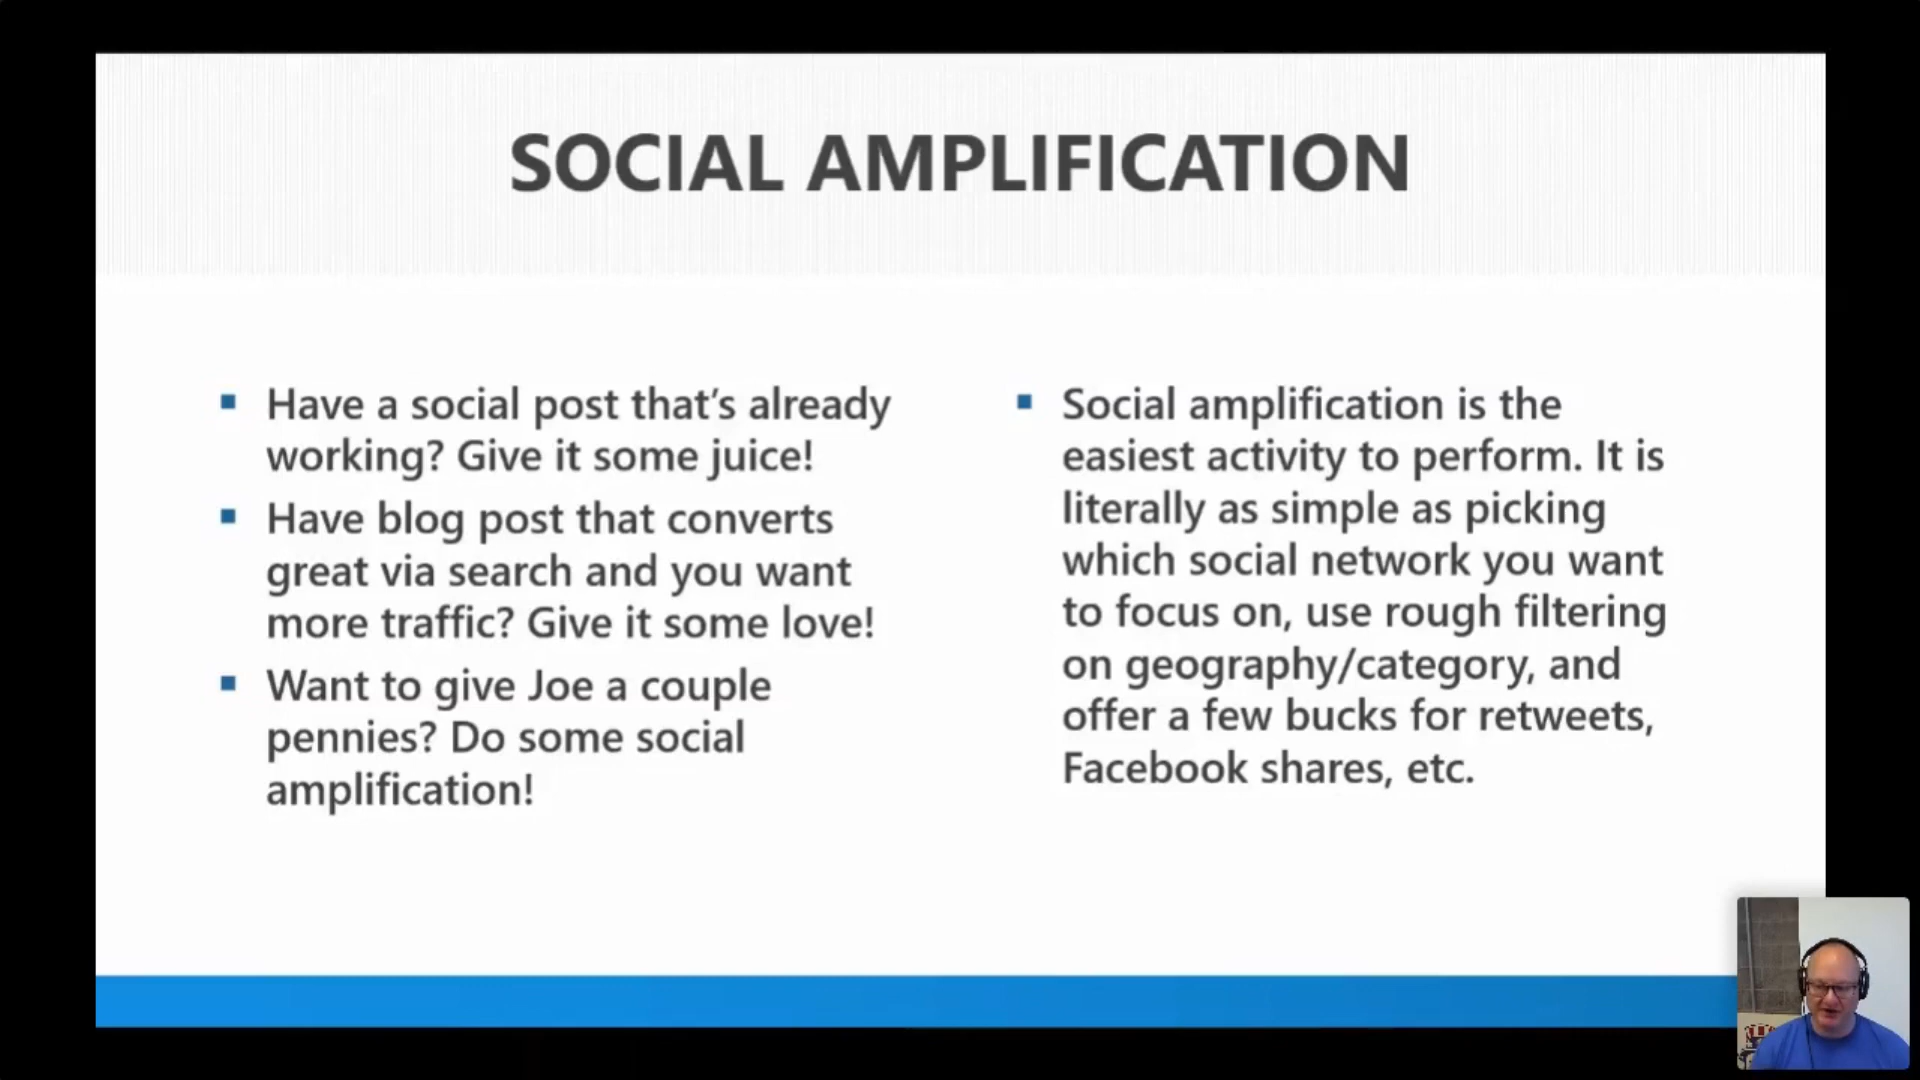 SOCIAL AMPLIFICATION
Have a social post that's already
working? Give it some juice!
Have blog post that converts
great via search and you want
more traffic? Give it some love!
Want to give Joe a couple
pennies? Do some social
amplification!
Social amplification is the
easiest activity to perform. It is
literally as simple as picking
which social network you want
to focus on, use rough filtering
on geography/category, and
offer a few bucks for retweets,
Facebook shares, etc.